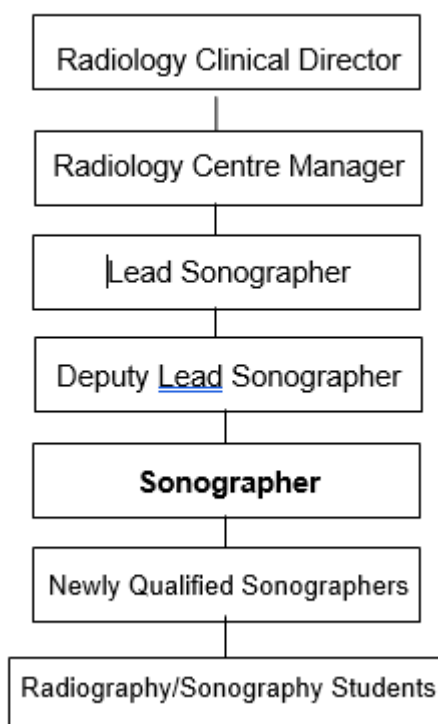 Radiology Clinical Director
Radiology Centre Manager
Lead Sonographer
Deputy Lead Sonographer
Sonographer
Newly Qualified Sonographers
Radiography/Sonography Students